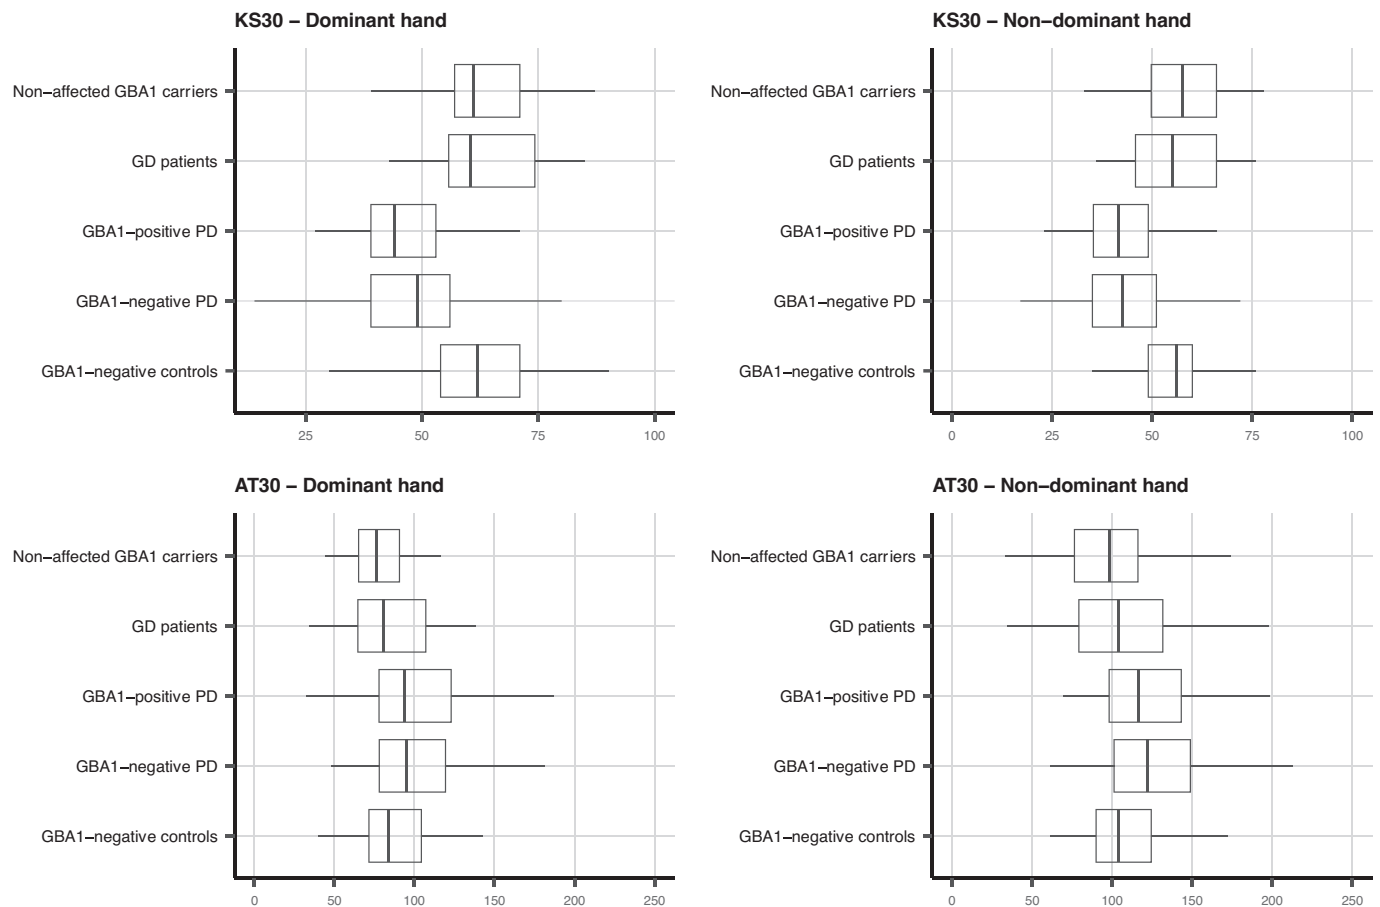 KS30 – Dominant hand
Non–affected GBA1 carriers
GD patients
GBA1–positive PD
GBA1–negative PD
GBA1–negative controls
25 50 75 100
KS30 – Non–dominant hand
Non–affected GBA1 carriers
GD patients
GBA1–positive PD
GBA1–negative PD
GBA1–negative controls
0 25 50 75 100
AT30 – Dominant hand
Non–affected GBA1 carriers
GD patients
GBA1–positive PD
GBA1–negative PD
GBA1–negative controls
0 50 100 150 200 250
AT30 – Non–dominant hand
Non–affected GBA1 carriers
GD patients
GBA1–positive PD
GBA1–negative PD
GBA1–negative controls
0 50 100 150 200 250